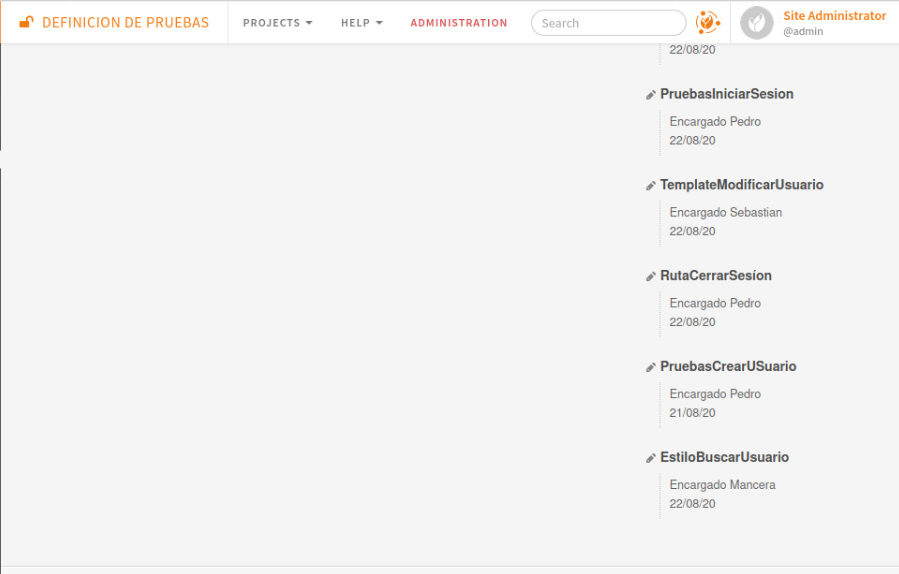 DEFINICION DE PRUEBAS
PROJECTS
HELP
ADMINISTRATION
Search
Site Administrator
@admin
22/08/20
PruebasIniciarSesion
Encargado Pedro
22/08/20
TemplateModificarUsuario
Encargado Sebastian
22/08/20
RutaCerrarSesion
Encargado Pedro
22/08/20
PruebasCrearUSuario
Encargado Pedro
21/08/20
EstiloBuscarUsuario
Encargado Mancera
22/08/20